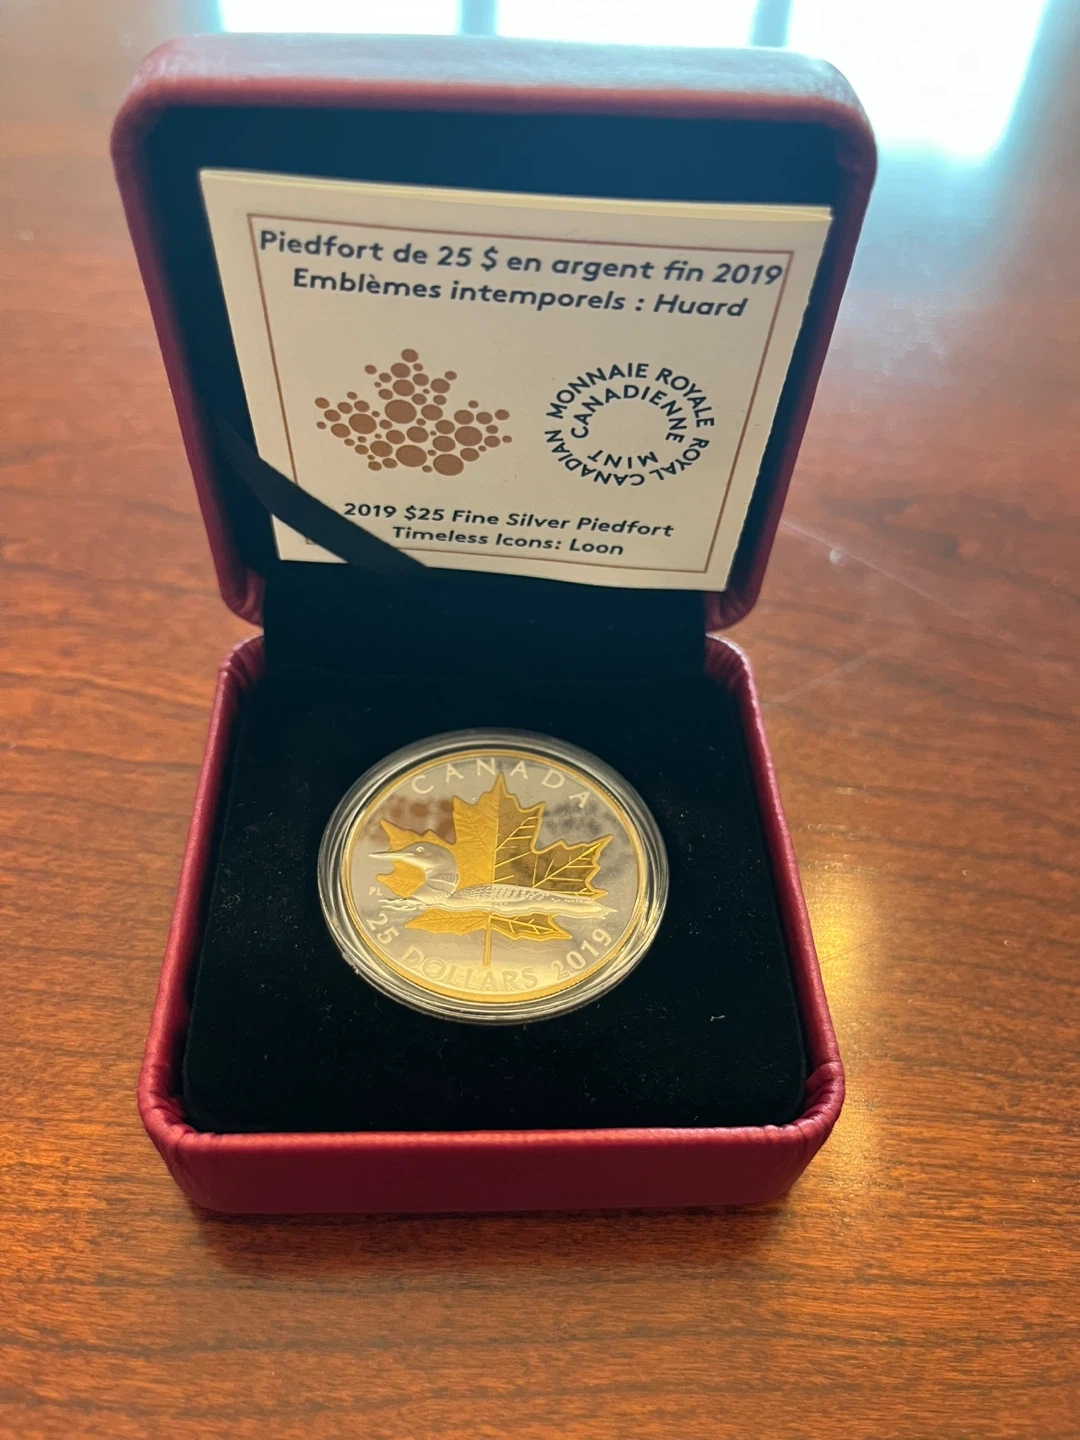 Piedfort de 25 $ en argent fin 2019
Emblèmes intemporels : Huard
MONNAIE ROYALE CANADIENNE
ROYAL CANADIAN MINT
2019 $25 Fine Silver Piedfort
Timeless Icons: Loon
CANADA
PL
25 DOLLARS 2019